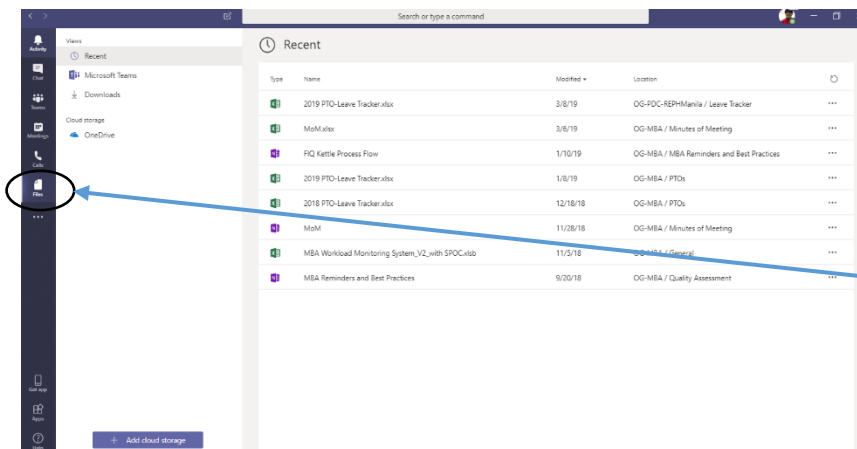 Search or type a command
Activity
Chat
Teams
Meetings
Calls
Files
Get app
Apps
Help
Views
Recent
Microsoft Teams
Downloads
Cloud storage
OneDrive
+ Add cloud storage
Recent
Type Name Modified Location
2019 PTO-Leave Tracker.xlsx 3/8/19 OG-PDC-REPHManila / Leave Tracker
MoM.xlsx 3/6/19 OG-MBA / Minutes of Meeting
FIQ Kettle Process Flow 1/10/19 OG-MBA / MBA Reminders and Best Practices
2019 PTO-Leave Tracker.xlsx 1/8/19 OG-MBA / PTOs
2018 PTO-Leave Tracker.xlsx 12/18/18 OG-MBA / PTOs
MoM 11/28/18 OG-MBA / Minutes of Meeting
MBA Workload Monitoring System_V2_with SPOC.xlsb 11/5/18 OG-MBA / General
MBA Reminders and Best Practices 9/20/18 OG-MBA / Quality Assessment